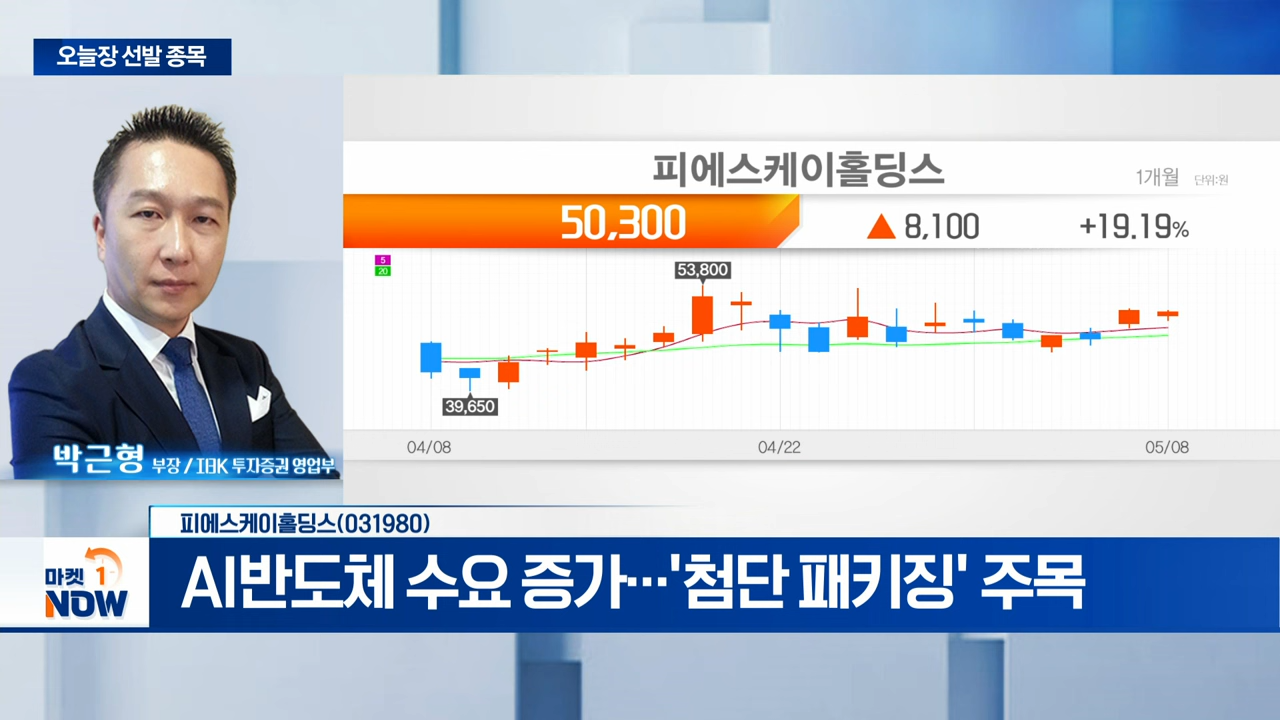 오늘장 선발 종목
피에스케이홀딩스
1개월 단위:원
50,300 ▲ 8,100 +19.19%
5
20
53,800
39,650
04/08 04/22 05/08
박근형 부장 / IBK 투자증권 영업부
피에스케이홀딩스(031980)
마켓 1
NOW
AI반도체 수요 증가…'첨단 패키징' 주목